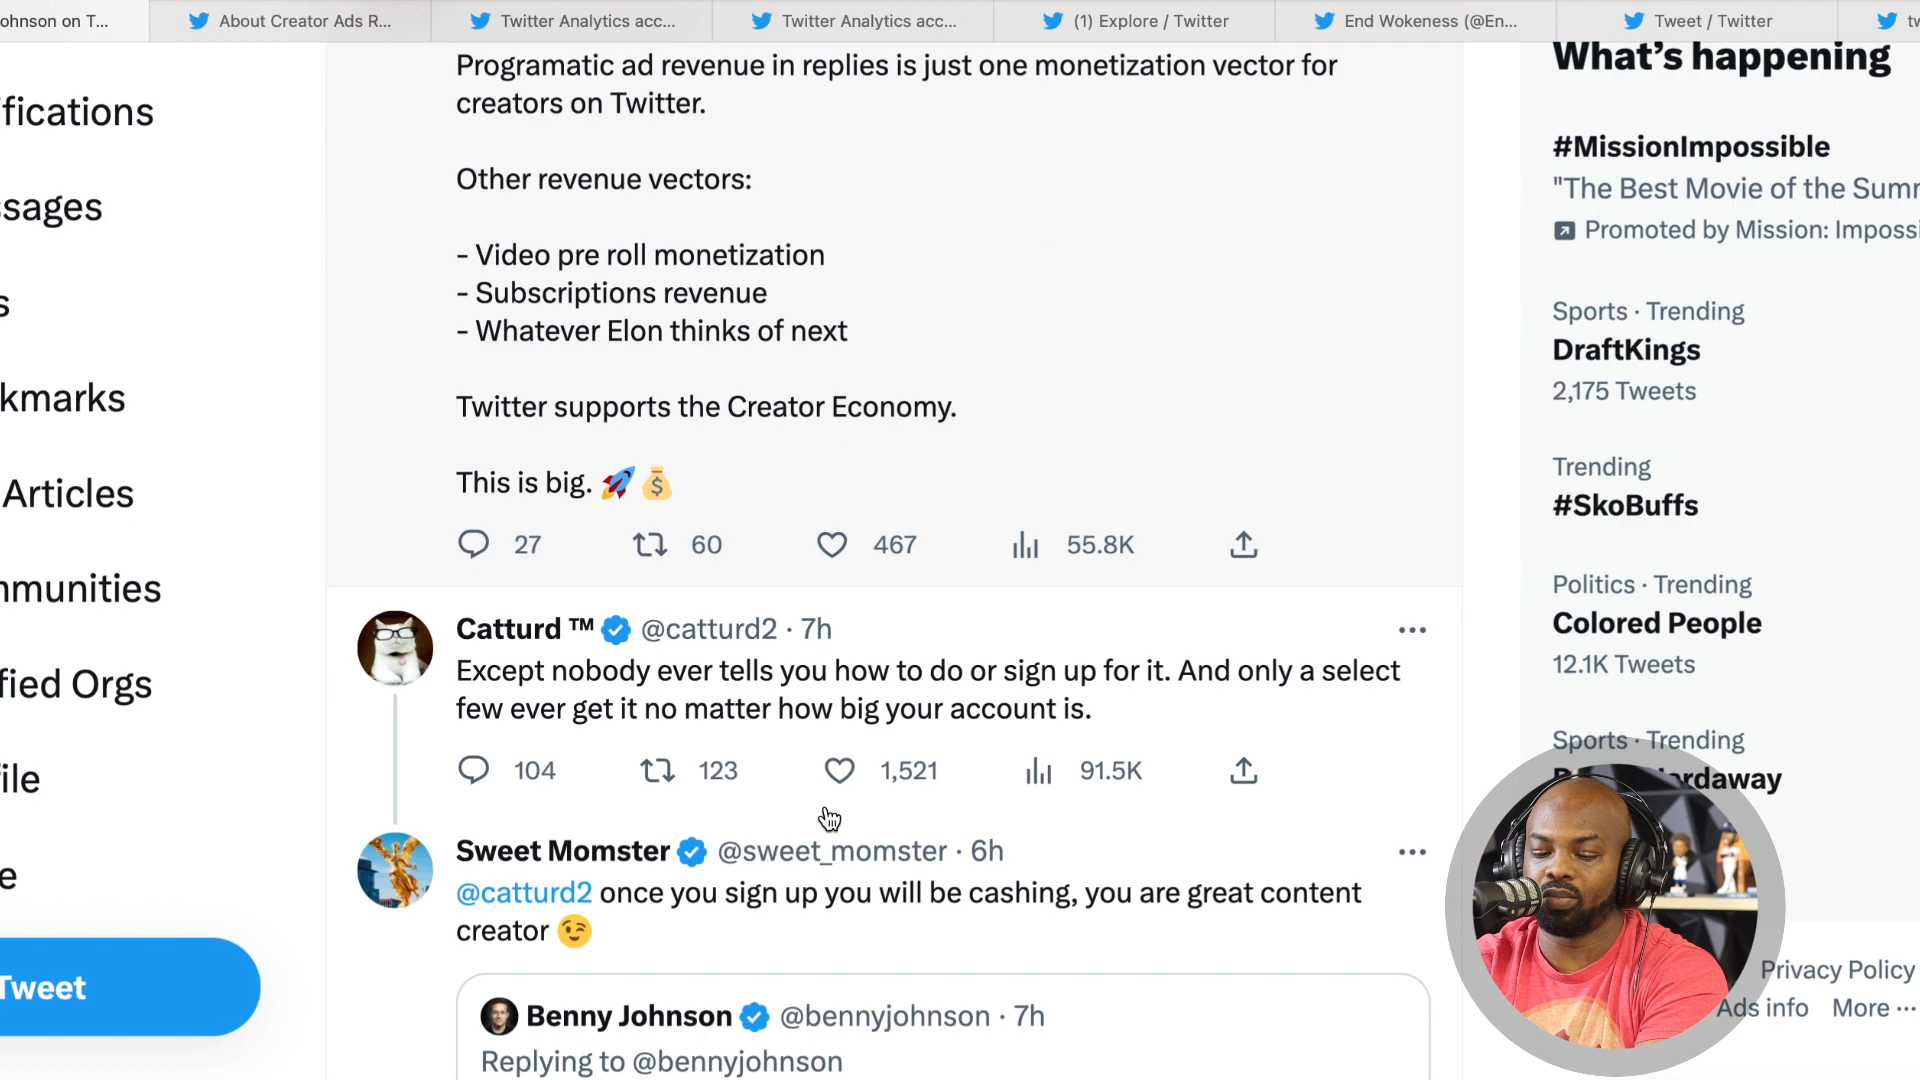 ohnson on T...
About Creator Ads R...
Twitter Analytics acc...
Twitter Analytics acc...
(1) Explore / Twitter
End Wokeness (@En...
Tweet / Twitter
tw
ifications
ssages
s
kmarks
Articles
mmunities
fied Orgs
file
e
Tweet
Programatic ad revenue in replies is just one monetization vector for
creators on Twitter.
Other revenue vectors:
- Video pre roll monetization
- Subscriptions revenue
- Whatever Elon thinks of next
Twitter supports the Creator Economy.
This is big. 🚀💰
27 60 467 55.8K
Catturd ™ @catturd2 · 7h
Except nobody ever tells you how to do or sign up for it. And only a select
few ever get it no matter how big your account is.
104 123 1,521 91.5K
Sweet Momster @sweet_momster · 6h
@catturd2 once you sign up you will be cashing, you are great content
creator 😉
Benny Johnson @bennyjohnson · 7h
Replying to @bennyjohnson
What's happening
#MissionImpossible
"The Best Movie of the Summ
Promoted by Mission: Impossi
Sports · Trending
DraftKings
2,175 Tweets
Trending
#SkoBuffs
Politics · Trending
Colored People
12.1K Tweets
Sports · Trending
Privacy Policy
Ads info More ...